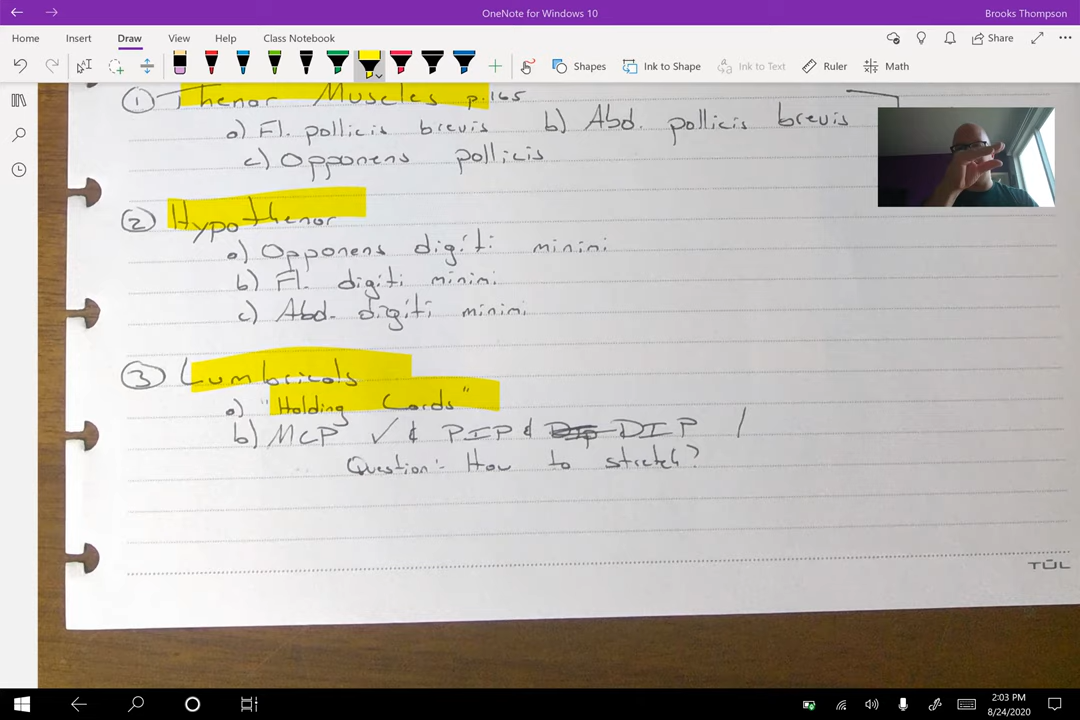 OneNote for Windows 10
Brooks Thompson
Home Insert Draw View Help Class Notebook
Share
Shapes Ink to Shape Ink to Text Ruler Math
① Thenar Muscles p.165
a) Fl. pollicis brevis b) Abd. pollicis brevis
c) Opponens pollicis
② Hypothenar
a) Opponens digiti minimi
b) Fl. digiti minimi
c) Abd. digiti minimi
③ Lumbricals
a) "Holding Cards"
b) MCP ✓ & PIP & DIP /
Question: How to stretch?
TÜL
2:03 PM
8/24/2020